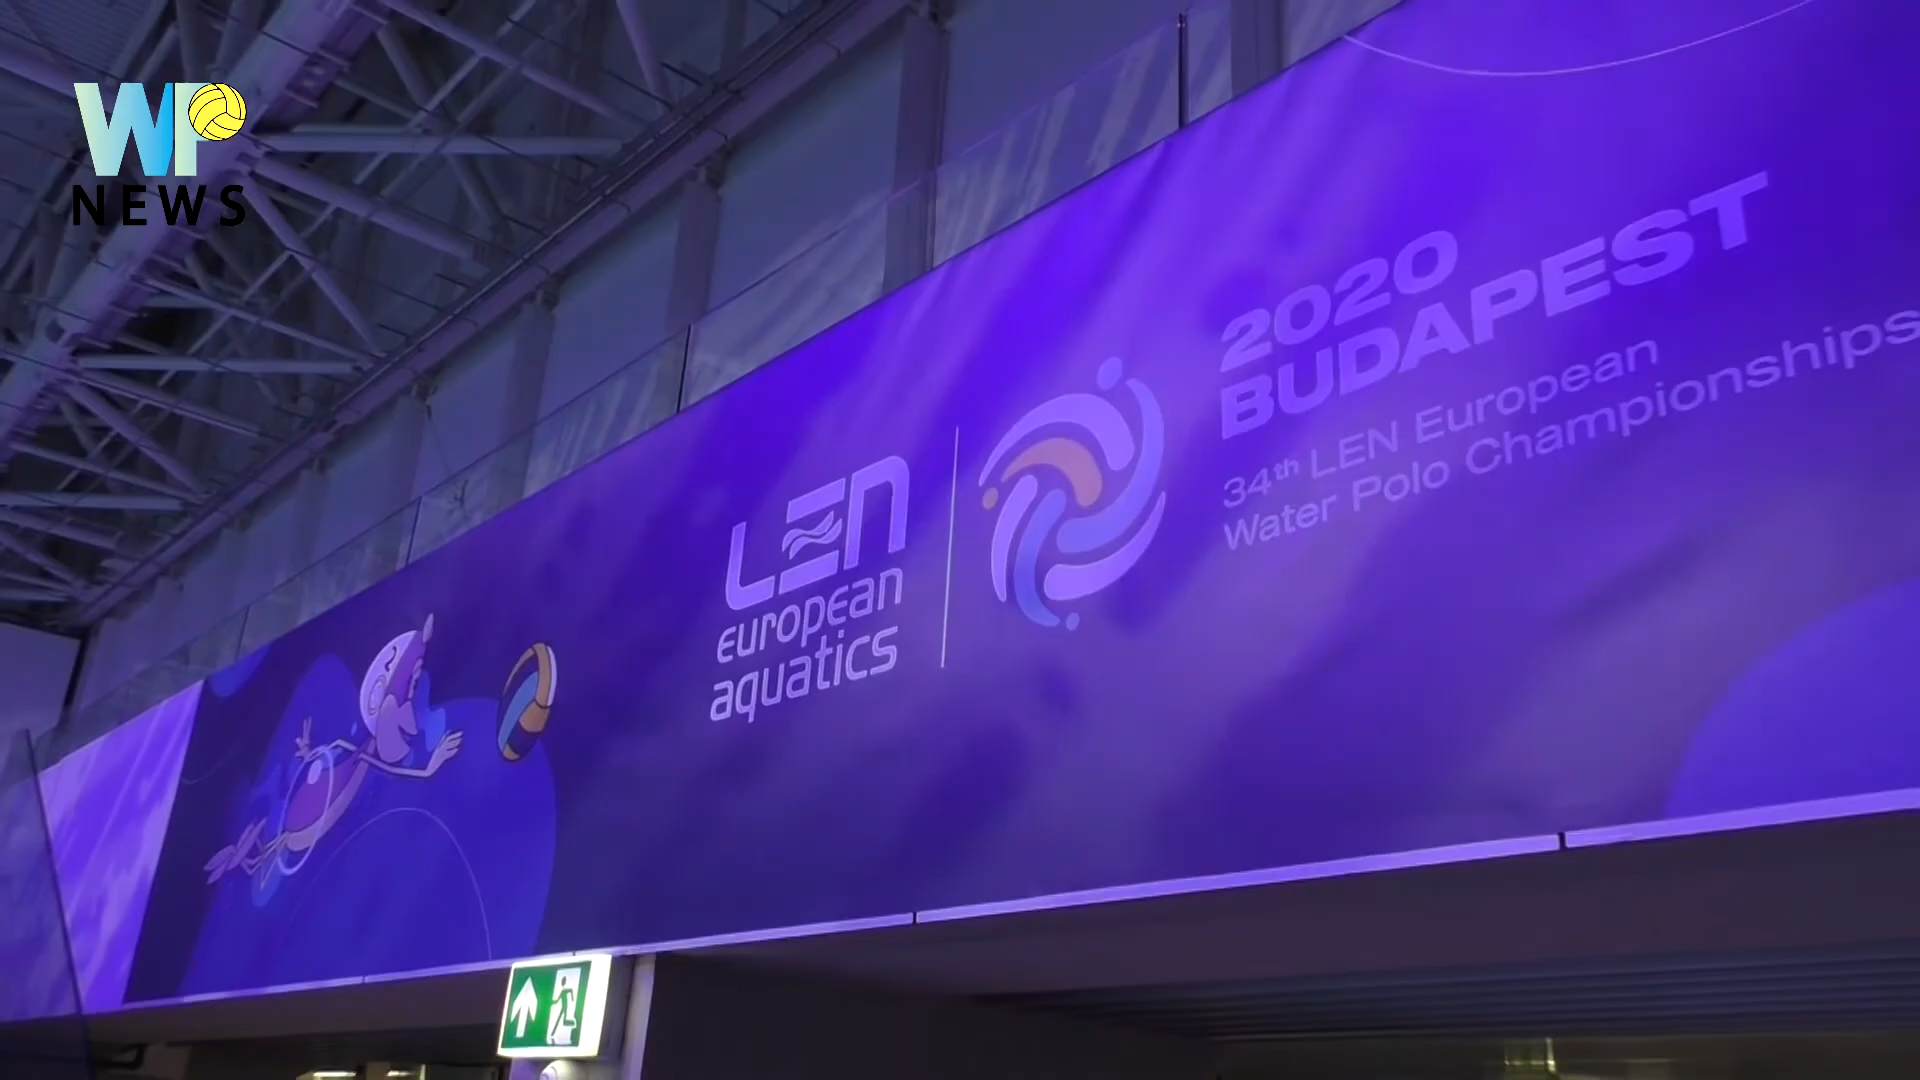 WP
NEWS
LEN
european
aquatics
2020
BUDAPEST
34th LEN European
Water Polo Championships